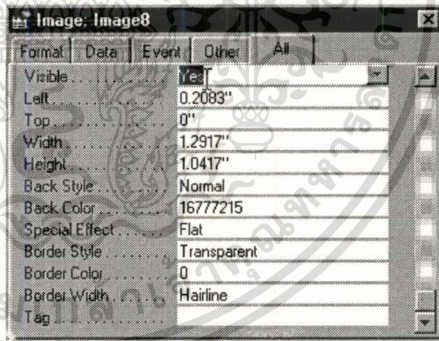 Image: Image8
Format Data Event Other All
Visible Yes
Left 0.2083"
Top 0"
Width 1.2917"
Height 1.0417"
Back Style Normal
Back Color 16777215
Special Effect Flat
Border Style Transparent
Border Color 0
Border Width Hairline
Tag